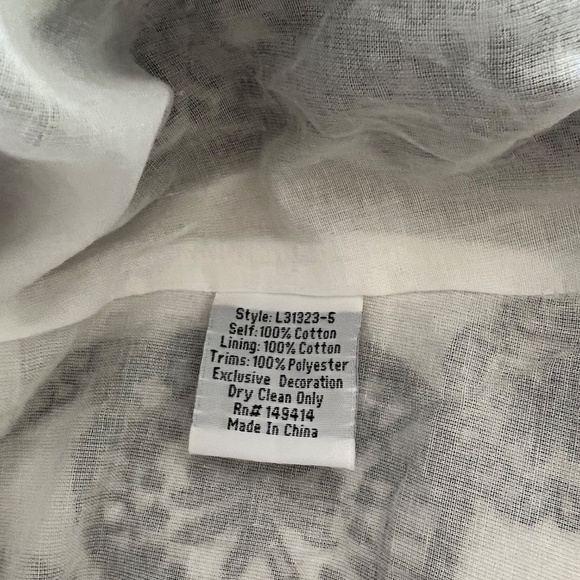 Style: L31323-5
Self: 100% Cotton
Lining: 100% Cotton
Trims: 100% Polyester
Exclusive Decoration
Dry Clean Only
Rn# 149414
Made In China